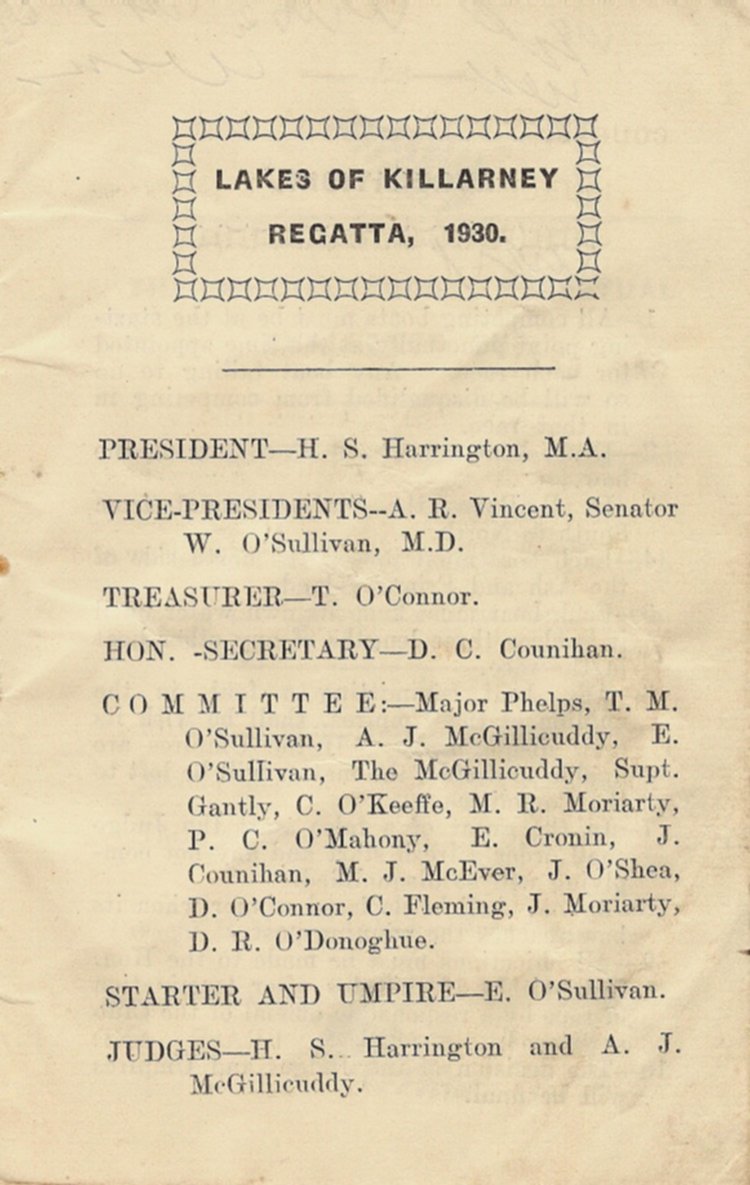 LAKES OF KILLARNEY
REGATTA, 1930.
PRESIDENT—H. S. Harrington, M.A.
VICE-PRESIDENTS--A. R. Vincent, Senator
W. O'Sullivan, M.D.
TREASURER—T. O'Connor.
HON. -SECRETARY—D. C. Counihan.
COMMITTEE:—Major Phelps, T. M.
O'Sullivan, A. J. McGillicuddy, E.
O'Sullivan, The McGillicuddy, Supt.
Gantly, C. O'Keeffe, M. R. Moriarty,
P. C. O'Mahony, E. Cronin, J.
Counihan, M. J. McEver, J. O'Shea,
D. O'Connor, C. Fleming, J. Moriarty,
D. R. O'Donoghue.
STARTER AND UMPIRE—E. O'Sullivan.
JUDGES—H. S. Harrington and A. J.
McGillicuddy.